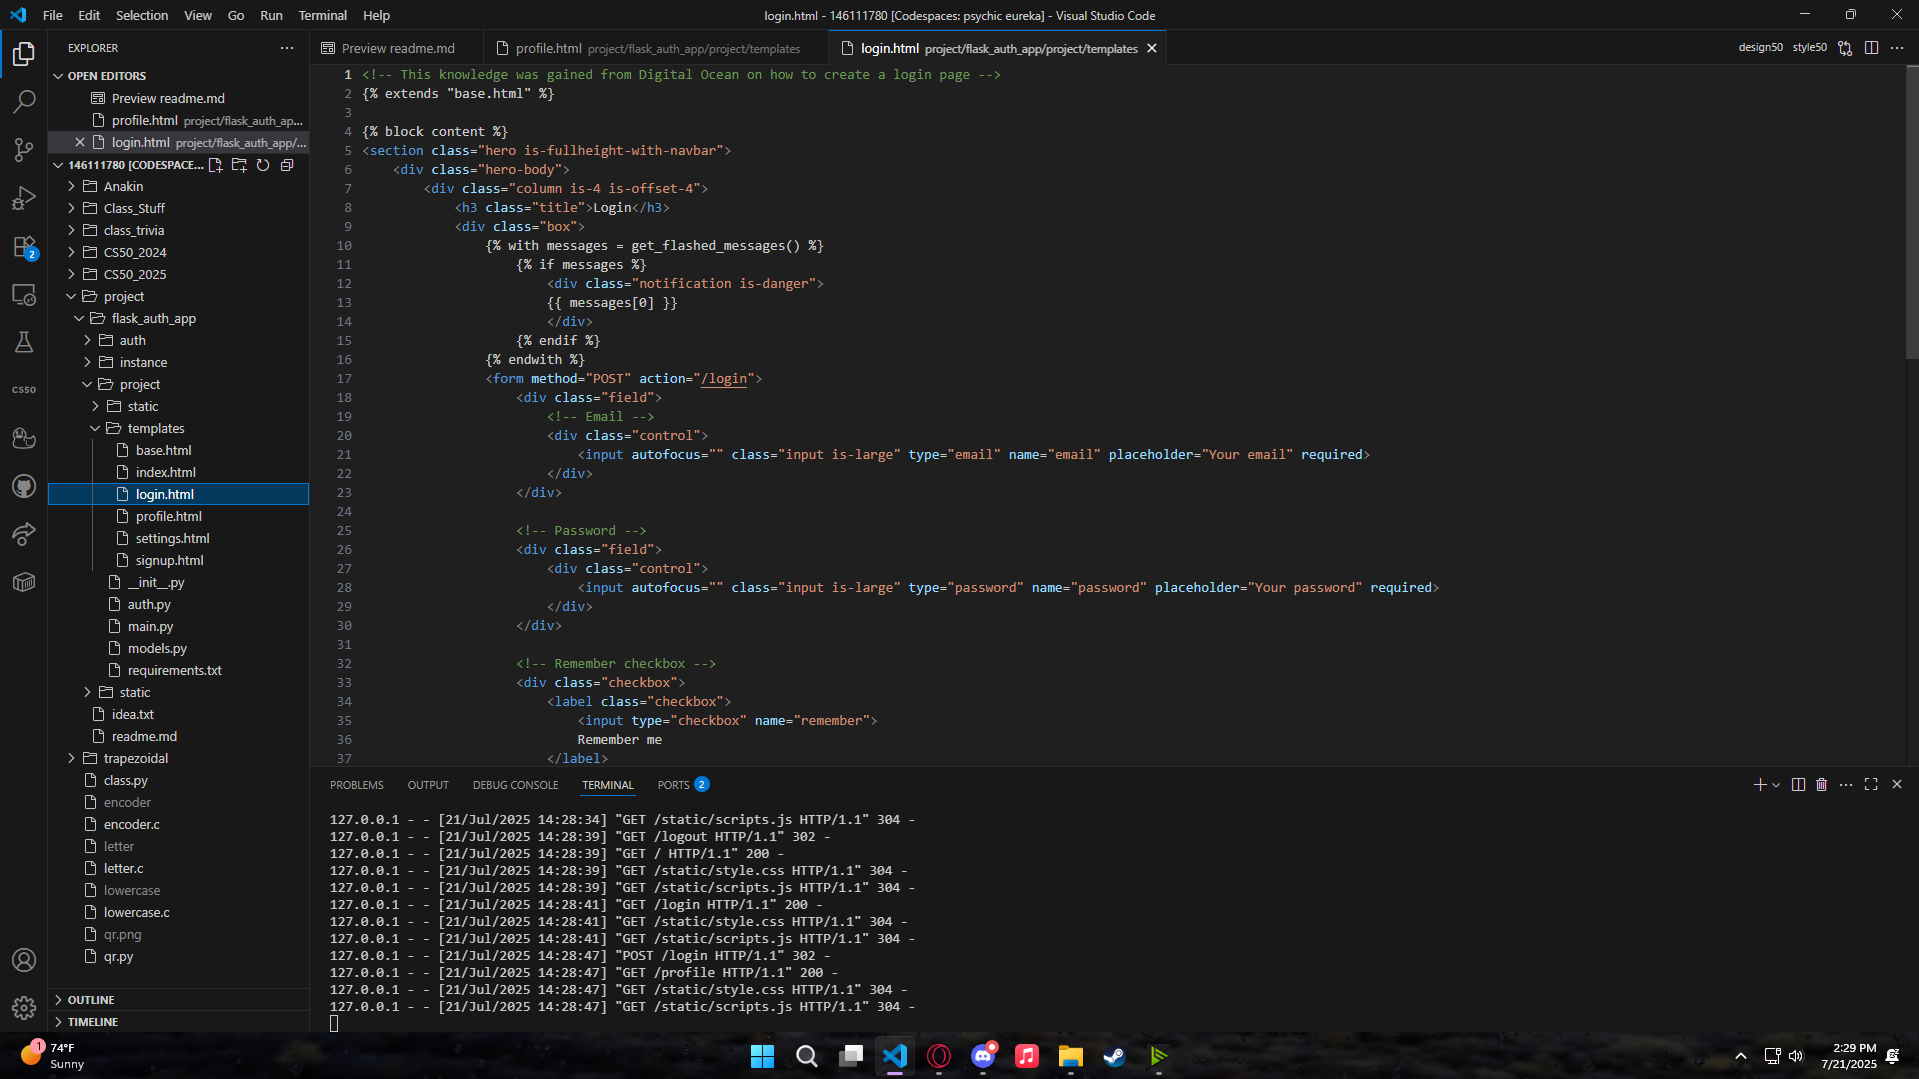 File Edit Selection View Go Run Terminal Help
login.html - 146111780 [Codespaces: psychic eureka] - Visual Studio Code
EXPLORER
OPEN EDITORS
Preview readme.md
profile.html project/flask_auth_ap...
login.html project/flask_auth_app/...
146111780 [CODESPACE...
Anakin
Class_Stuff
class_trivia
CS50_2024
CS50_2025
project
flask_auth_app
auth
instance
project
static
templates
base.html
index.html
login.html
profile.html
settings.html
signup.html
__init__.py
auth.py
main.py
models.py
requirements.txt
static
idea.txt
readme.md
trapezoidal
class.py
encoder
encoder.c
letter
letter.c
lowercase
lowercase.c
qr.png
qr.py
OUTLINE
TIMELINE
2
CS50
Preview readme.md
profile.html project/flask_auth_app/project/templates
login.html project/flask_auth_app/project/templates
design50 style50
1 <!-- This knowledge was gained from Digital Ocean on how to create a login page -->
2 {% extends "base.html" %}
3
4 {% block content %}
5 <section class="hero is-fullheight-with-navbar">
6 <div class="hero-body">
7 <div class="column is-4 is-offset-4">
8 <h3 class="title">Login</h3>
9 <div class="box">
10 {% with messages = get_flashed_messages() %}
11 {% if messages %}
12 <div class="notification is-danger">
13 {{ messages[0] }}
14 </div>
15 {% endif %}
16 {% endwith %}
17 <form method="POST" action="/login">
18 <div class="field">
19 <!-- Email -->
20 <div class="control">
21 <input autofocus="" class="input is-large" type="email" name="email" placeholder="Your email" required>
22 </div>
23 </div>
24
25 <!-- Password -->
26 <div class="field">
27 <div class="control">
28 <input autofocus="" class="input is-large" type="password" name="password" placeholder="Your password" required>
29 </div>
30 </div>
31
32 <!-- Remember checkbox -->
33 <div class="checkbox">
34 <label class="checkbox">
35 <input type="checkbox" name="remember">
36 Remember me
37 </label>
PROBLEMS OUTPUT DEBUG CONSOLE TERMINAL PORTS 2
127.0.0.1 - - [21/Jul/2025 14:28:34] "GET /static/scripts.js HTTP/1.1" 304 -
127.0.0.1 - - [21/Jul/2025 14:28:39] "GET /logout HTTP/1.1" 302 -
127.0.0.1 - - [21/Jul/2025 14:28:39] "GET / HTTP/1.1" 200 -
127.0.0.1 - - [21/Jul/2025 14:28:39] "GET /static/style.css HTTP/1.1" 304 -
127.0.0.1 - - [21/Jul/2025 14:28:39] "GET /static/scripts.js HTTP/1.1" 304 -
127.0.0.1 - - [21/Jul/2025 14:28:41] "GET /login HTTP/1.1" 200 -
127.0.0.1 - - [21/Jul/2025 14:28:41] "GET /static/style.css HTTP/1.1" 304 -
127.0.0.1 - - [21/Jul/2025 14:28:41] "GET /static/scripts.js HTTP/1.1" 304 -
127.0.0.1 - - [21/Jul/2025 14:28:47] "POST /login HTTP/1.1" 302 -
127.0.0.1 - - [21/Jul/2025 14:28:47] "GET /profile HTTP/1.1" 200 -
127.0.0.1 - - [21/Jul/2025 14:28:47] "GET /static/style.css HTTP/1.1" 304 -
127.0.0.1 - - [21/Jul/2025 14:28:47] "GET /static/scripts.js HTTP/1.1" 304 -
1
74°F
Sunny
2:29 PM
7/21/2025